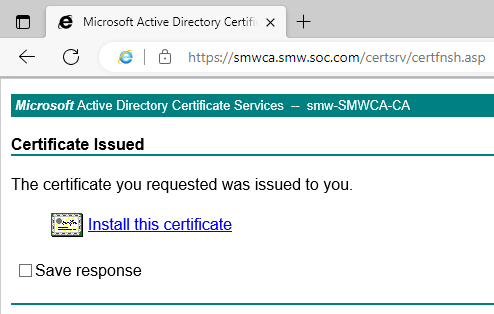 Microsoft Active Directory Certific
https://smwca.smw.soc.com/certsrv/certfnsh.asp
Microsoft Active Directory Certificate Services -- smw-SMWCA-CA
Certificate Issued
The certificate you requested was issued to you.
Install this certificate
Save response